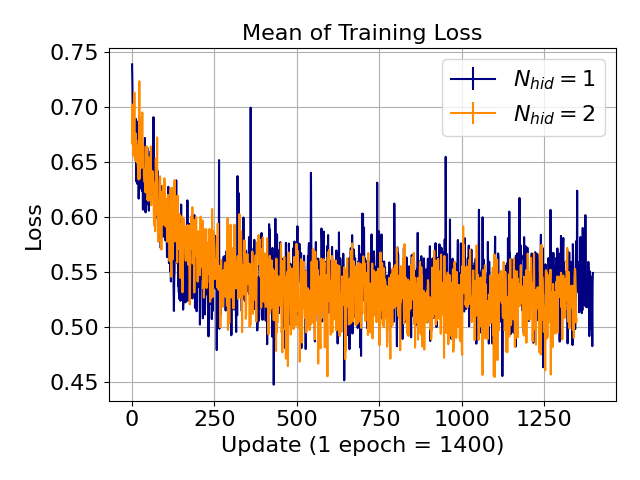 Mean of Training Loss
0.75
0.70
0.65
0.60
0.55
0.50
0.45
Loss
N_hid = 1
N_hid = 2
0 250 500 750 1000 1250
Update (1 epoch = 1400)